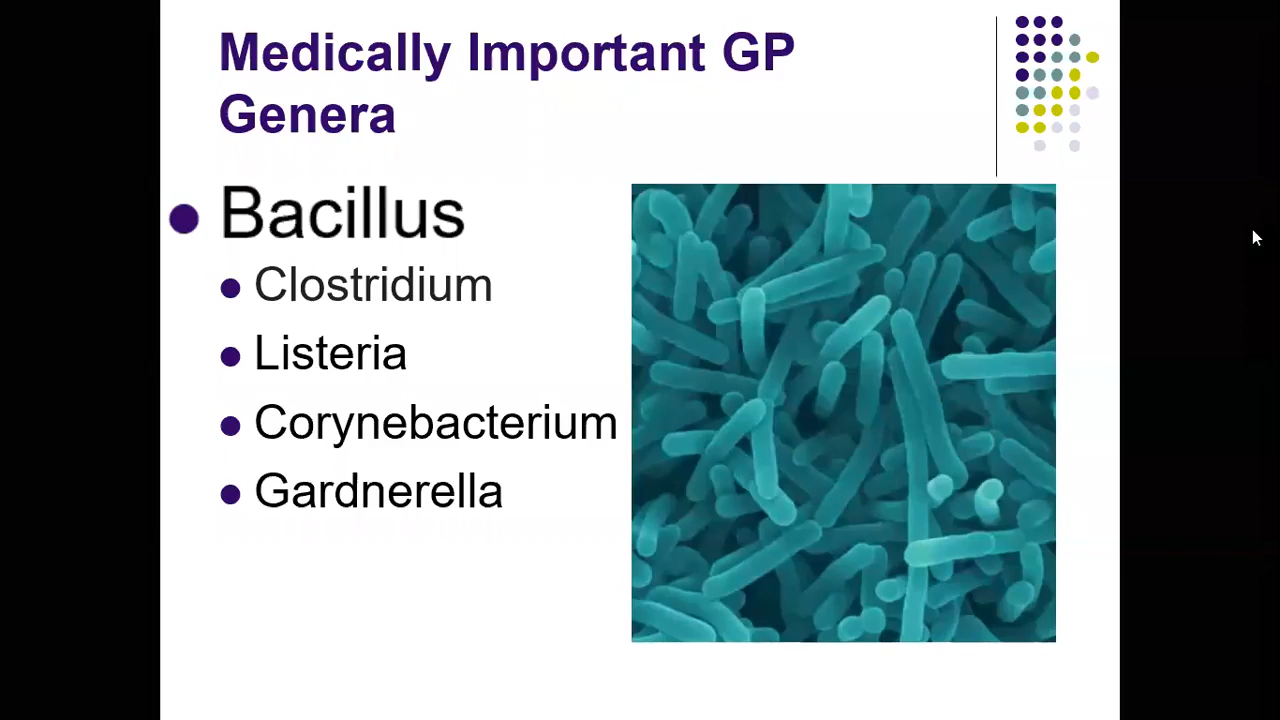 Medically Important GP
Genera
Bacillus
Clostridium
Listeria
Corynebacterium
Gardnerella